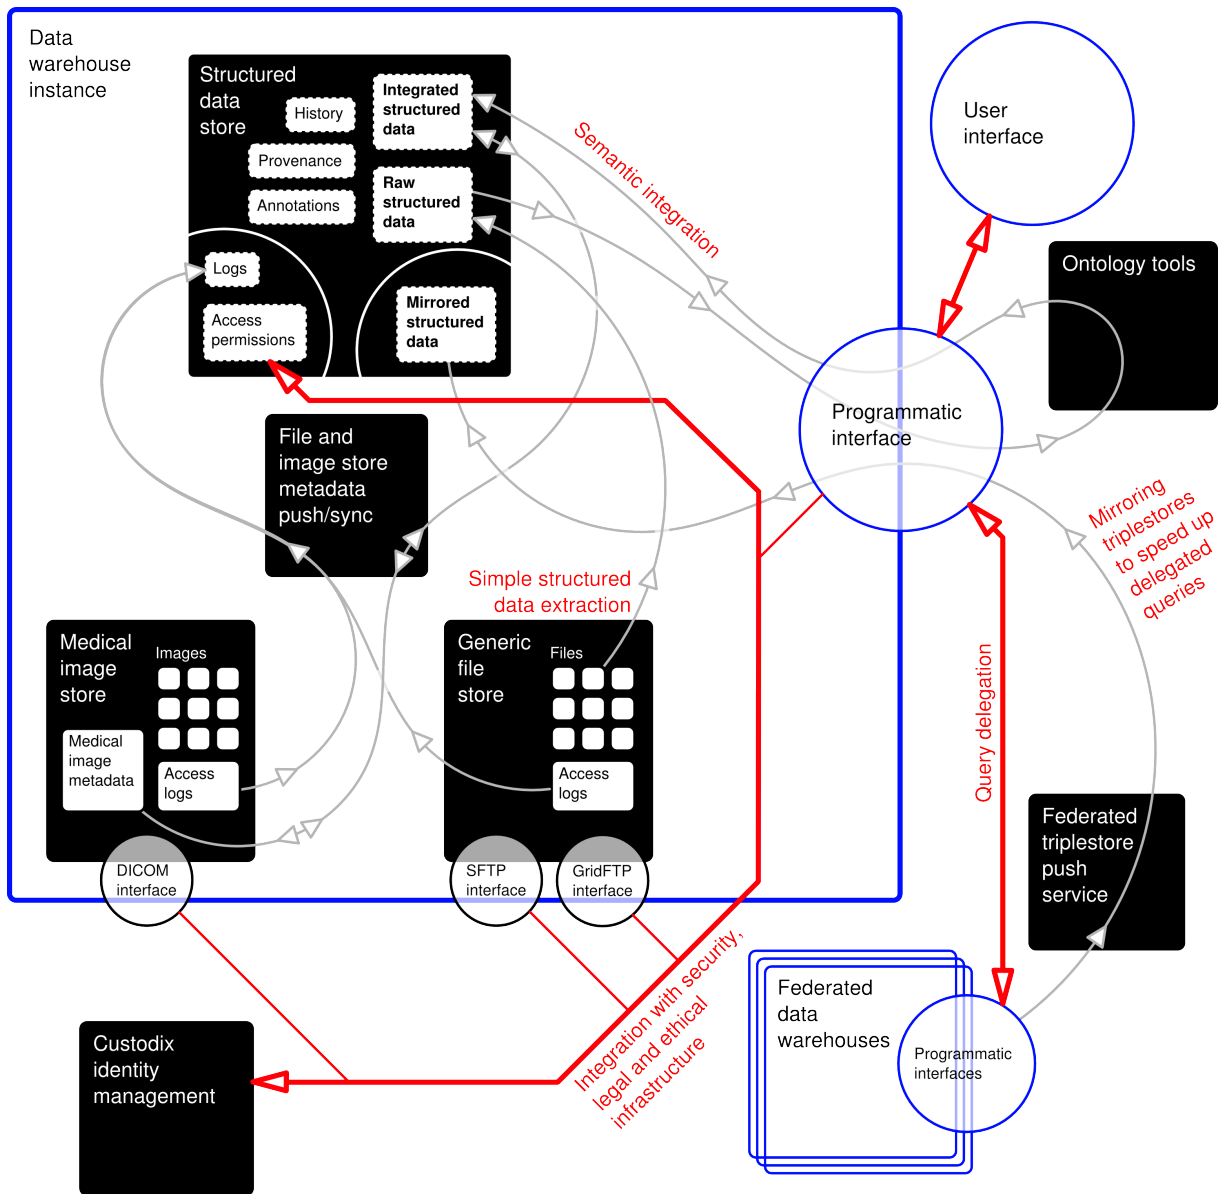 Data
warehouse
instance
Structured
data
store
History
Provenance
Annotations
Integrated
structured
data
Raw
structured
data
Logs
Access
permissions
Mirrored
structured
data
Semantic integration
User
interface
Ontology tools
Programmatic
interface
File and
image store
metadata
push/sync
Simple structured
data extraction
Mirroring
triplestores
to speed up
delegated
queries
Medical
image
store
Images
Medical
image
metadata
Access
logs
Generic
file
store
Files
Access
logs
Query delegation
DICOM
interface
SFTP
interface
GridFTP
interface
Federated
triplestore
push
service
Integration with security,
legal and ethical
infrastructure
Federated
data
warehouses
Programmatic
interfaces
Custodix
identity
management